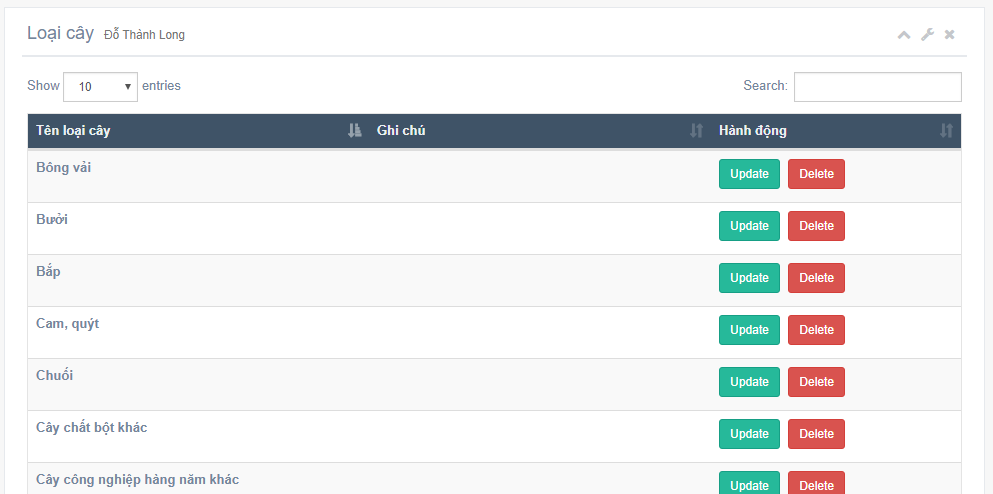 Loại cây Đỗ Thánh Long
Show 10 entries Search:
Tên loại cây Ghi chú Hành động
Bông vải Update Delete
Bưởi Update Delete
Bắp Update Delete
Cam, quýt Update Delete
Chuối Update Delete
Cây chất bột khác Update Delete
Cây công nghiệp hàng năm khác Update Delete